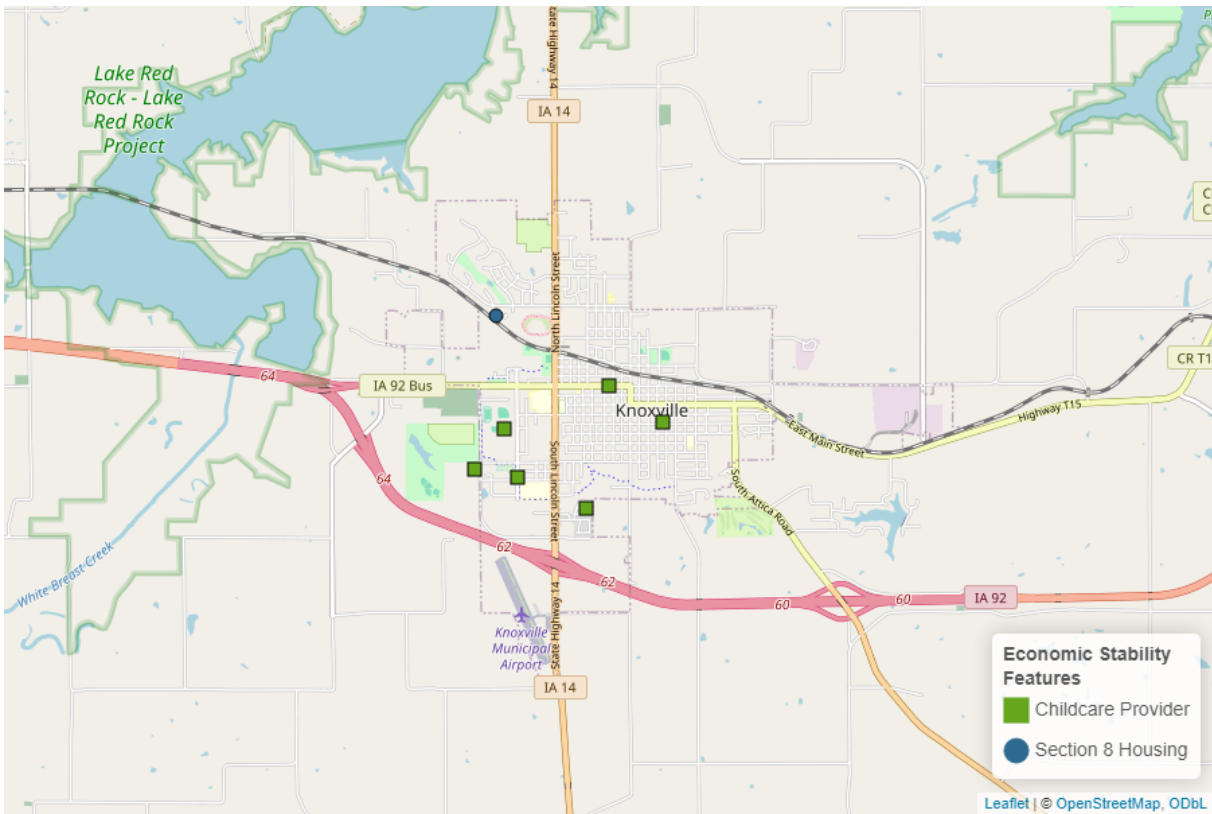 State Highway 14
Lake Red
Rock - Lake
Red Rock
Project
IA 14
North Lincoln Street
64
IA 92 Bus
CR T1
Knoxville
Highway T15
East Main Street
64
South Lincoln Street
South Attica Road
62
62
White Breast Creek
60
60
IA 92
Knoxville
Municipal
Airport
State Highway 14
IA 14
Economic Stability
Features
Childcare Provider
Section 8 Housing
Leaflet | © OpenStreetMap, ODbL